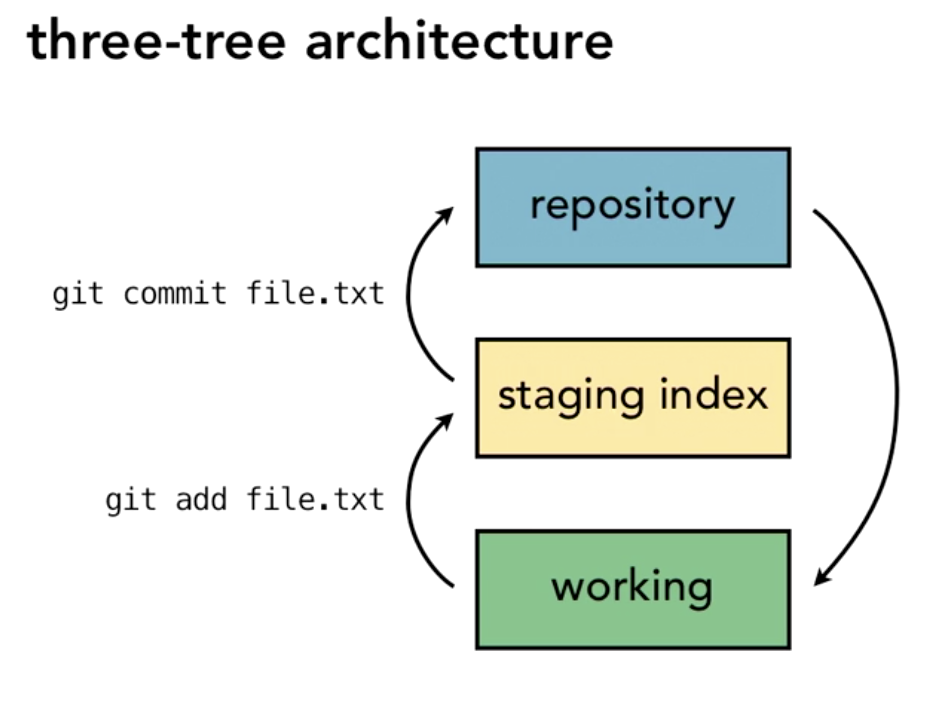 three-tree architecture
repository
git commit file.txt
staging index
git add file.txt
working